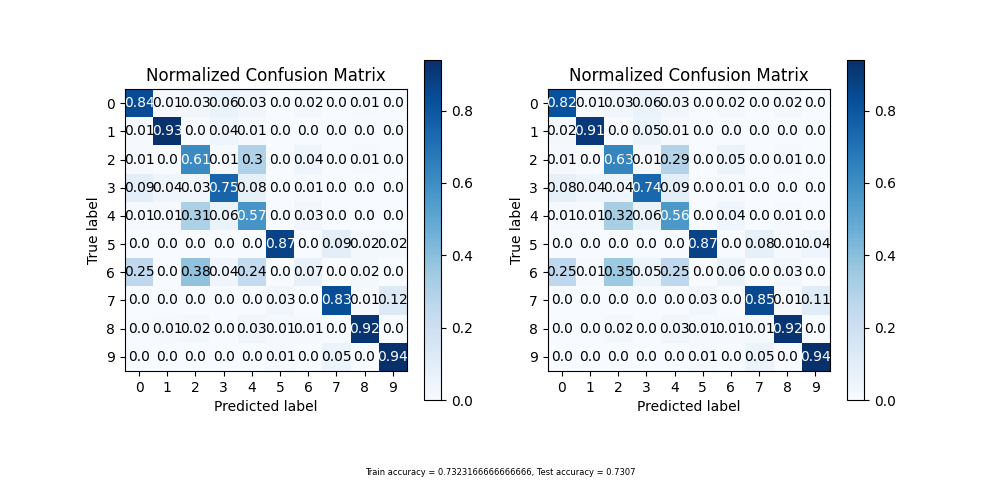 Normalized Confusion Matrix Normalized Confusion Matrix
0 0.84 0.01 0.03 0.06 0.03 0.0 0.02 0.0 0.01 0.0 0 0.82 0.01 0.03 0.06 0.03 0.0 0.02 0.0 0.02 0.0
0.8 0.8
1 0.01 0.93 0.0 0.04 0.01 0.0 0.0 0.0 0.0 0.0 1 0.02 0.91 0.0 0.05 0.01 0.0 0.0 0.0 0.0 0.0
2 0.01 0.0 0.61 0.01 0.3 0.0 0.04 0.0 0.01 0.0 2 0.01 0.0 0.63 0.01 0.29 0.0 0.05 0.0 0.01 0.0
0.6 0.6
3 0.09 0.04 0.03 0.75 0.08 0.0 0.01 0.0 0.0 0.0 3 0.08 0.04 0.04 0.74 0.09 0.0 0.01 0.0 0.0 0.0
4 0.01 0.01 0.31 0.06 0.57 0.0 0.03 0.0 0.0 0.0 4 0.01 0.01 0.32 0.06 0.56 0.0 0.04 0.0 0.01 0.0
True label True label
5 0.0 0.0 0.0 0.0 0.0 0.87 0.0 0.09 0.02 0.02 5 0.0 0.0 0.0 0.0 0.0 0.87 0.0 0.08 0.01 0.04
0.4 0.4
6 0.25 0.0 0.38 0.04 0.24 0.0 0.07 0.0 0.02 0.0 6 0.25 0.01 0.35 0.05 0.25 0.0 0.06 0.0 0.03 0.0
7 0.0 0.0 0.0 0.0 0.0 0.03 0.0 0.83 0.01 0.12 7 0.0 0.0 0.0 0.0 0.0 0.03 0.0 0.85 0.01 0.11
0.2 0.2
8 0.0 0.01 0.02 0.0 0.03 0.01 0.0 0.0 0.92 0.0 8 0.0 0.0 0.02 0.0 0.03 0.01 0.01 0.01 0.92 0.0
9 0.0 0.0 0.0 0.0 0.0 0.01 0.0 0.05 0.0 0.94 9 0.0 0.0 0.0 0.0 0.0 0.01 0.0 0.05 0.0 0.94
0 1 2 3 4 5 6 7 8 9 0 1 2 3 4 5 6 7 8 9
0.0 0.0
Predicted label Predicted label
Train accuracy = 0.7323166666666666, Test accuracy = 0.7307